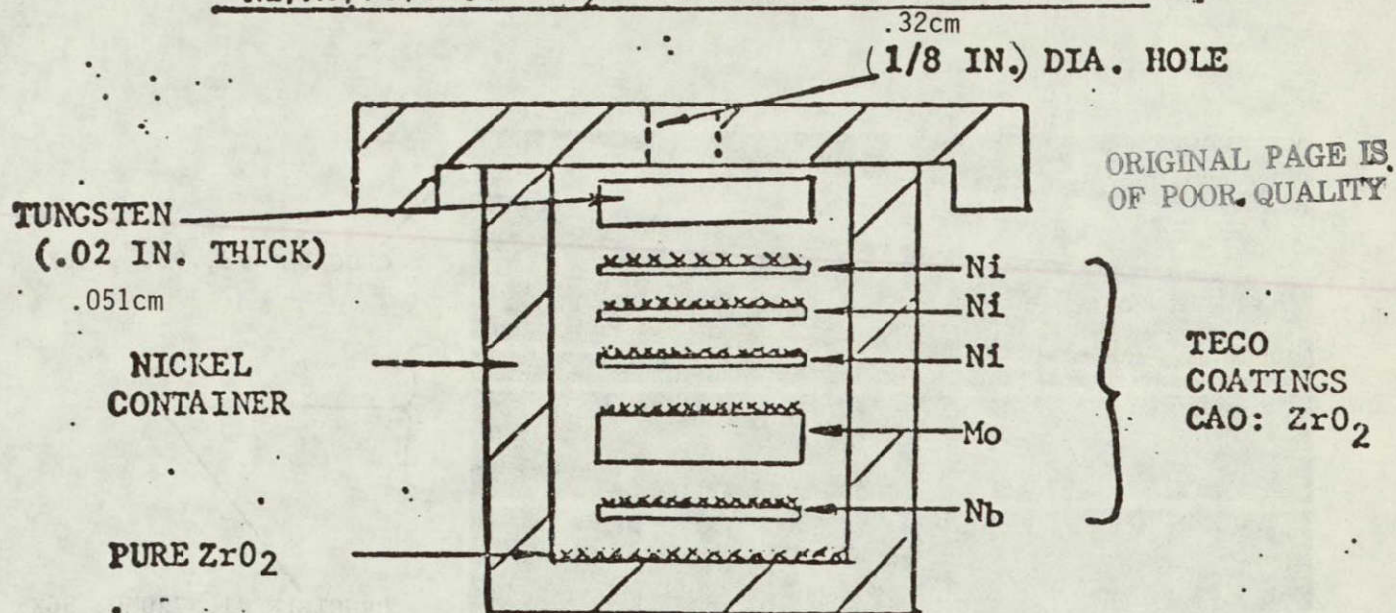 .32cm
(1/8 IN.) DIA. HOLE
ORIGINAL PAGE IS
OF POOR QUALITY
TUNGSTEN
(.02 IN. THICK)
.051cm
Ni
Ni
Ni
Mo
Nb
TECO
COATINGS
CAO: ZrO2
NICKEL
CONTAINER
PURE ZrO2